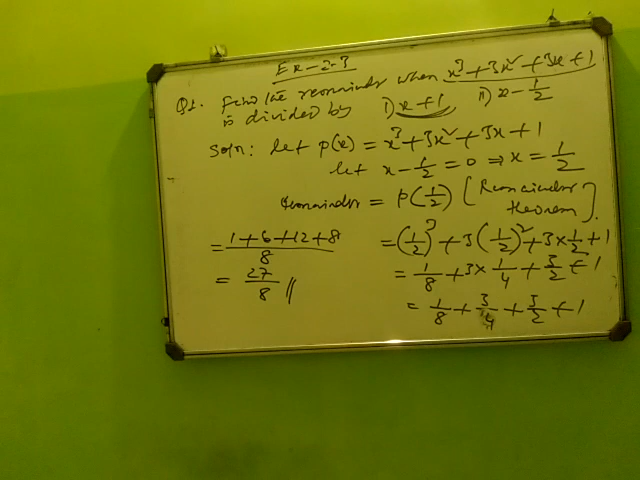 Ex-2.3
Q1. Find the remainder when x³+3x²+3x+1
is divided by i) x+1 ii) x-1/2
Soln: let p(x) = x³+3x²+3x+1
let x-1/2=0 ⇒ x=1/2
Remainder = p(1/2) [Remainder
theorem].
=(1/2)³+3(1/2)²+3×1/2+1
=1/8+3×1/4+3/2+1
=1/8+3/4+3/2+1
=1+6+12+8/8
=27/8//